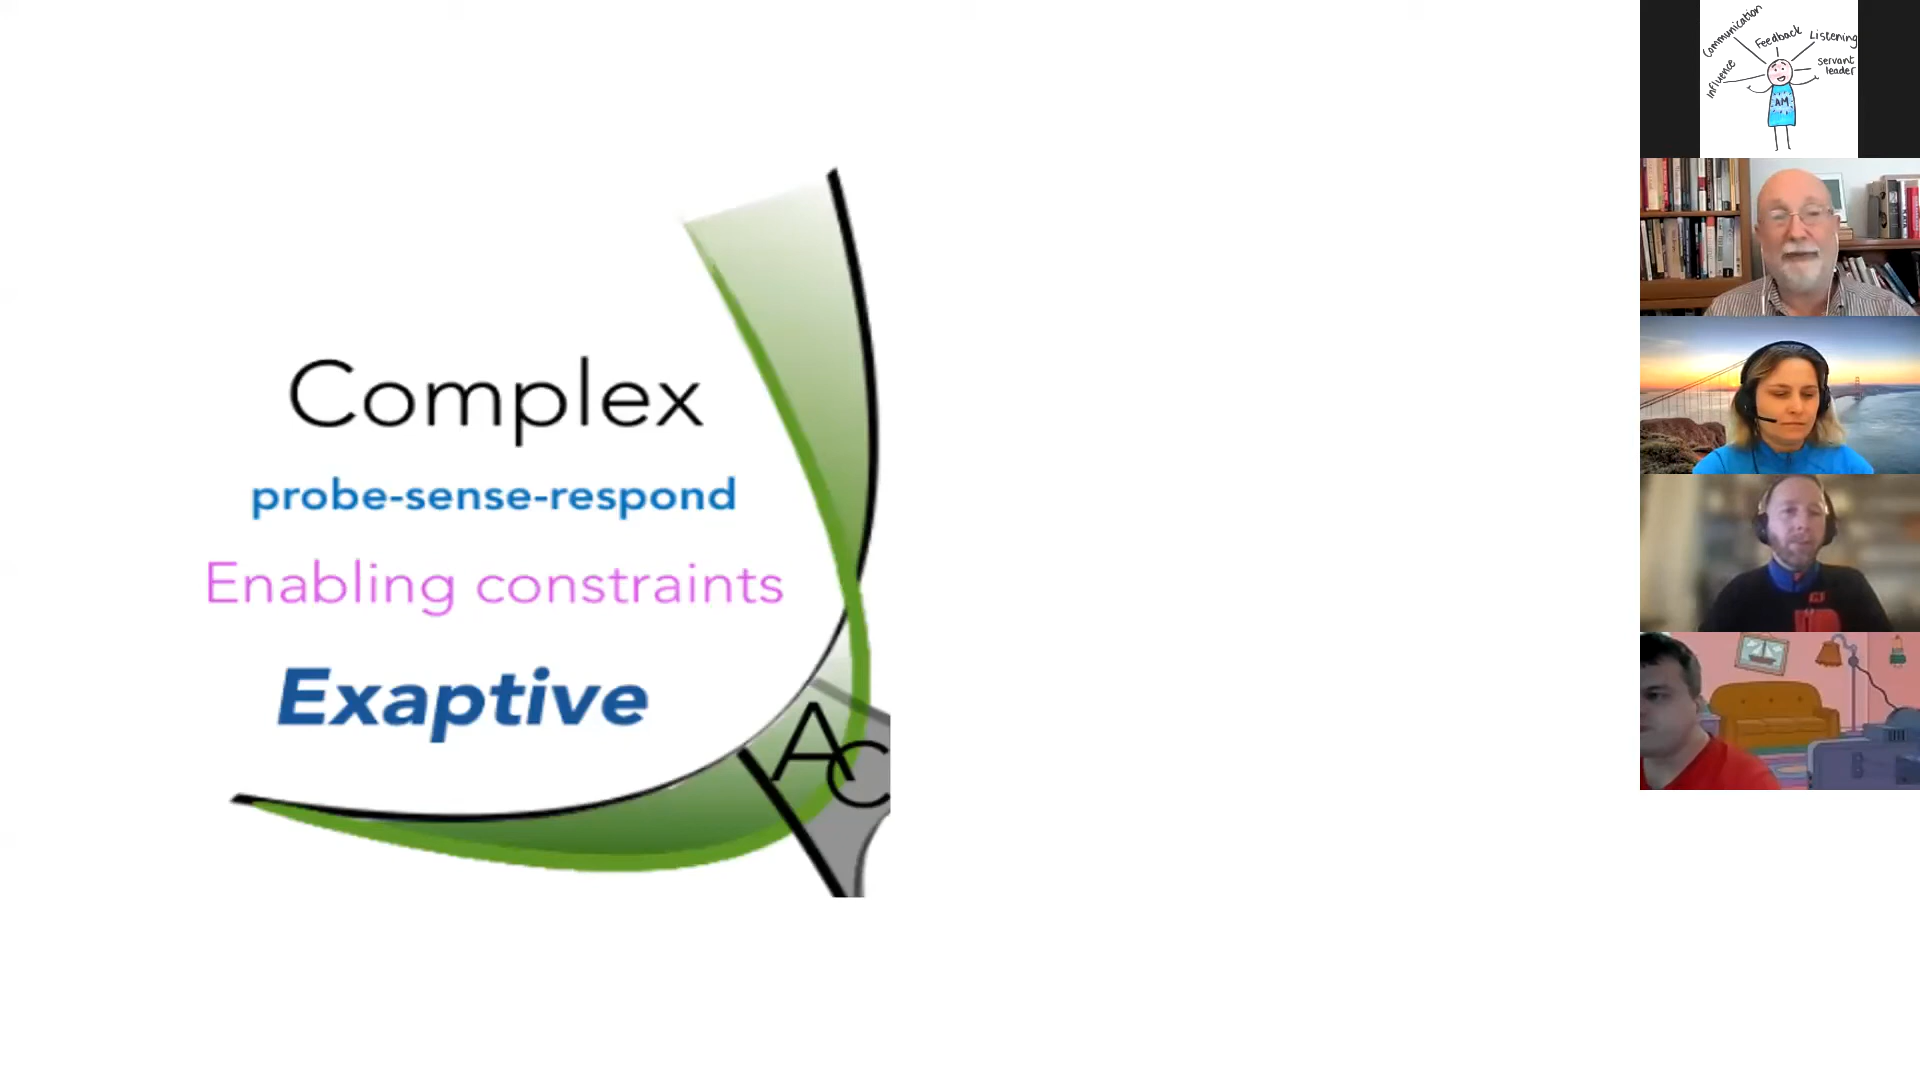 Complex
probe-sense-respond
Enabling constraints
Exaptive
AC
Communication
Feedback
Listening
Influence
servant
leader
AM